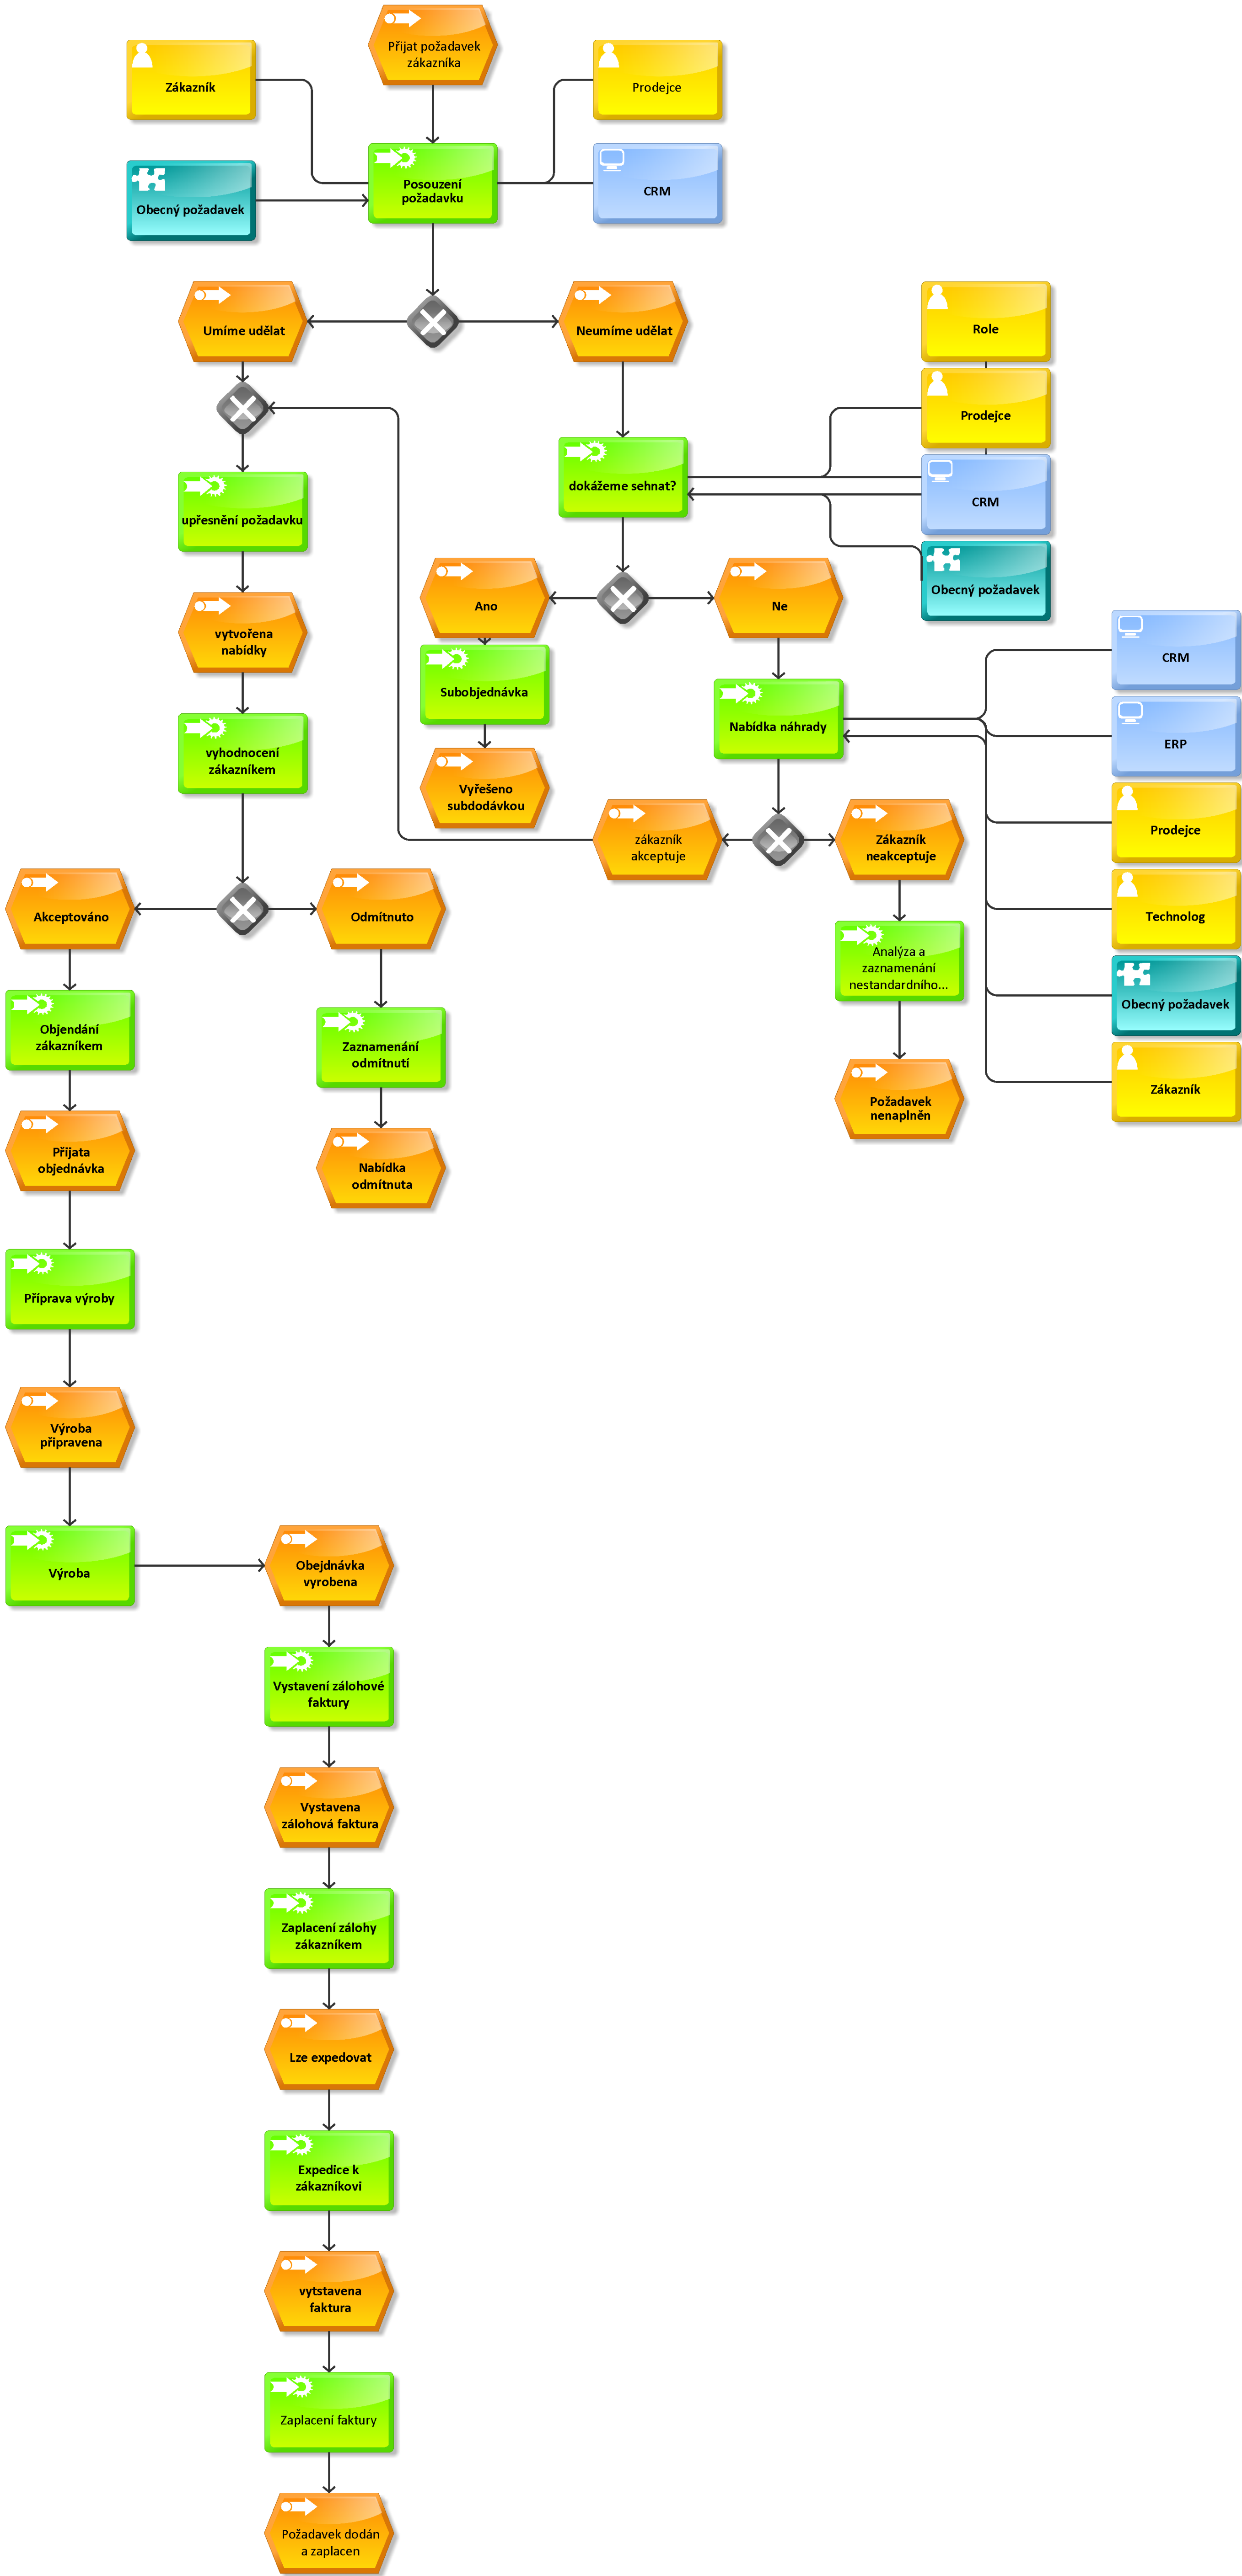 Přijat požadavek
zákazníka
Zákazník
Prodejce
Obecný požadavek
Posouzení
požadavku
CRM
Umíme udělat
Neumíme udělat
Role
Prodejce
CRM
Obecný požadavek
dokážeme sehnat?
upřesnění požadavku
Ano
Ne
vytvořena
nabídky
Subobjednávka
Nabídka náhrady
CRM
ERP
Prodejce
Technolog
Obecný požadavek
Zákazník
vyhodnocení
zákazníkem
Vyřešeno
subdodávkou
zákazník
akceptuje
Zákazník
neakceptuje
Akceptováno
Odmítnuto
Analýza a
zaznamenání
nestandardního...
Objendání
zákazníkem
Zaznamenání
odmítnutí
Požadavek
nenaplněn
Přijata
objednávka
Nabídka
odmítnuta
Příprava výroby
Výroba
připravena
Výroba
Obejdnávka
vyrobena
Vystavení zálohové
faktury
Vystavena
zálohová faktura
Zaplacení zálohy
zákazníkem
Lze expedovat
Expedice k
zákazníkovi
vytstavena
faktura
Zaplacení faktury
Požadavek dodán
a zaplacen